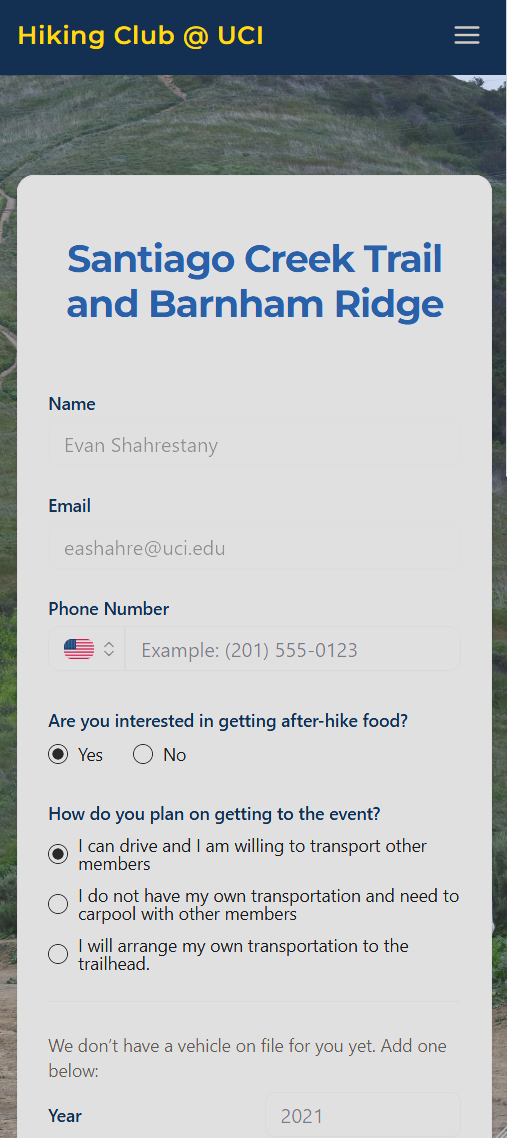 Hiking Club @ UCI
Santiago Creek Trail
and Barnham Ridge
Name
Evan Shahrestany
Email
eashahre@uci.edu
Phone Number
Example: (201) 555-0123
Are you interested in getting after-hike food?
Yes No
How do you plan on getting to the event?
I can drive and I am willing to transport other
members
I do not have my own transportation and need to
carpool with other members
I will arrange my own transportation to the
trailhead.
We don’t have a vehicle on file for you yet. Add one
below:
Year 2021